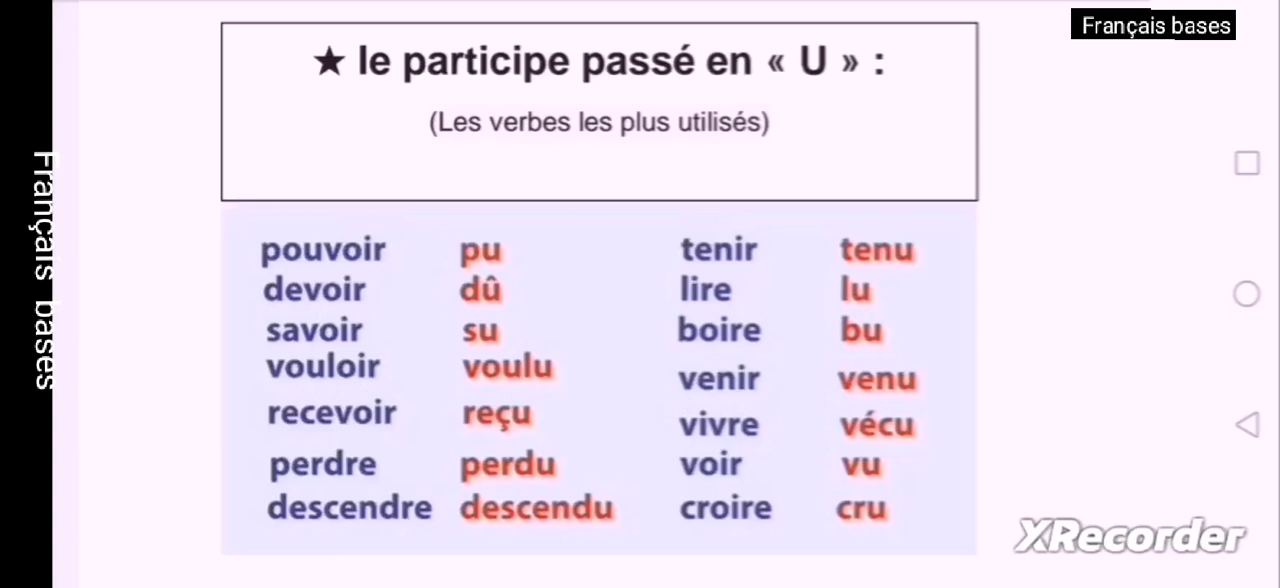 Français bases
Français bases
★ le participe passé en « U » :
(Les verbes les plus utilisés)
pouvoir pu tenir tenu
devoir dû lire lu
savoir su boire bu
vouloir voulu venir venu
recevoir reçu vivre vécu
perdre perdu voir vu
descendre descendu croire cru
XRecorder